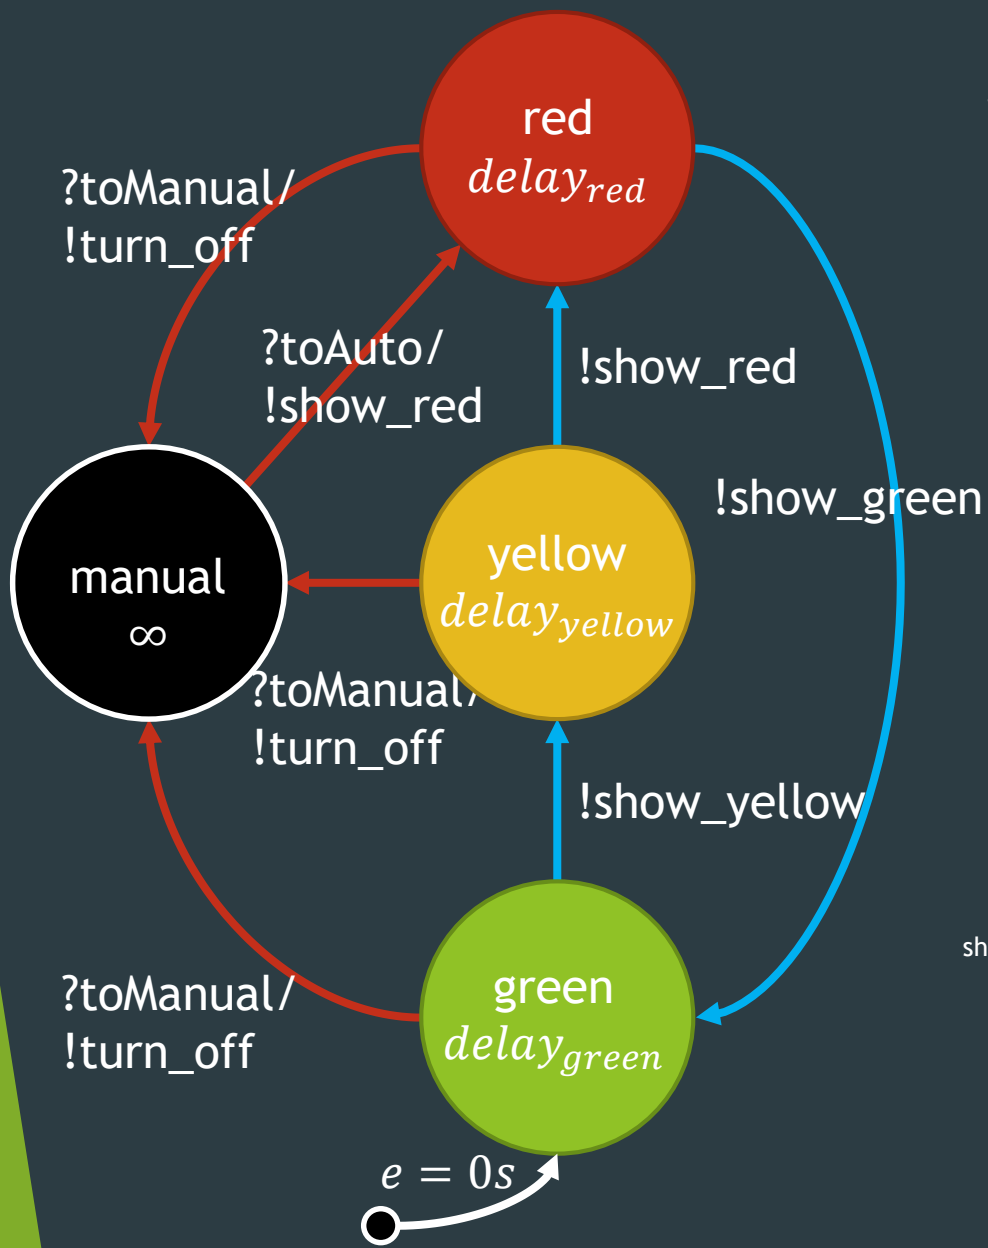 red
delay_red
?toManual/
!turn_off
?toAuto/
!show_red
!show_red
!show_green
manual
∞
yellow
delay_yellow
?toManual/
!turn_off
!show_yellow
sh
?toManual/
!turn_off
green
delay_green
e = 0s